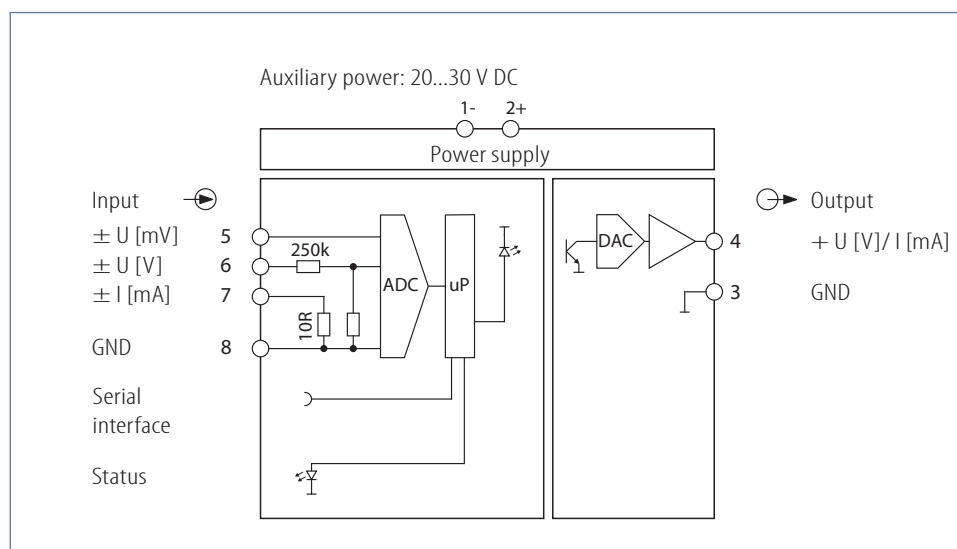 Auxiliary power: 20...30 V DC
1- 2+
Power supply
Input
Output
± U [mV] 5
250k
DAC
4 + U [V]/ I [mA]
± U [V] 6
ADC
uP
± I [mA] 7
10R
3 GND
GND 8
Serial
interface
Status